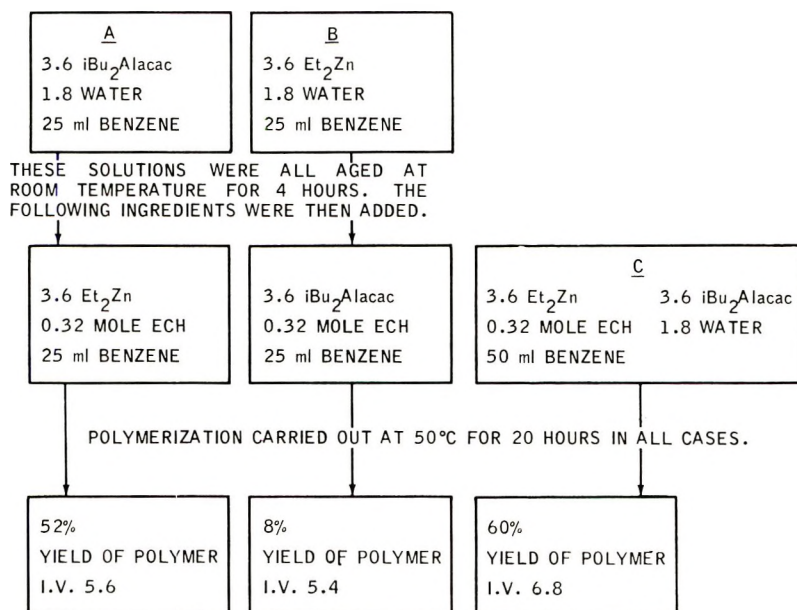 A
3.6 iBu2Alacac
1.8 WATER
25 ml BENZENE
B
3.6 Et2Zn
1.8 WATER
25 ml BENZENE
THESE SOLUTIONS WERE ALL AGED AT
ROOM TEMPERATURE FOR 4 HOURS. THE
FOLLOWING INGREDIENTS WERE THEN ADDED.
3.6 Et2Zn
0.32 MOLE ECH
25 ml BENZENE
3.6 iBu2Alacac
0.32 MOLE ECH
25 ml BENZENE
C
3.6 Et2Zn 3.6 iBu2Alacac
0.32 MOLE ECH 1.8 WATER
50 ml BENZENE
POLYMERIZATION CARRIED OUT AT 50°C FOR 20 HOURS IN ALL CASES.
52%
YIELD OF POLYMER
I.V. 5.6
8%
YIELD OF POLYMER
I.V. 5.4
60%
YIELD OF POLYMER
I.V. 6.8